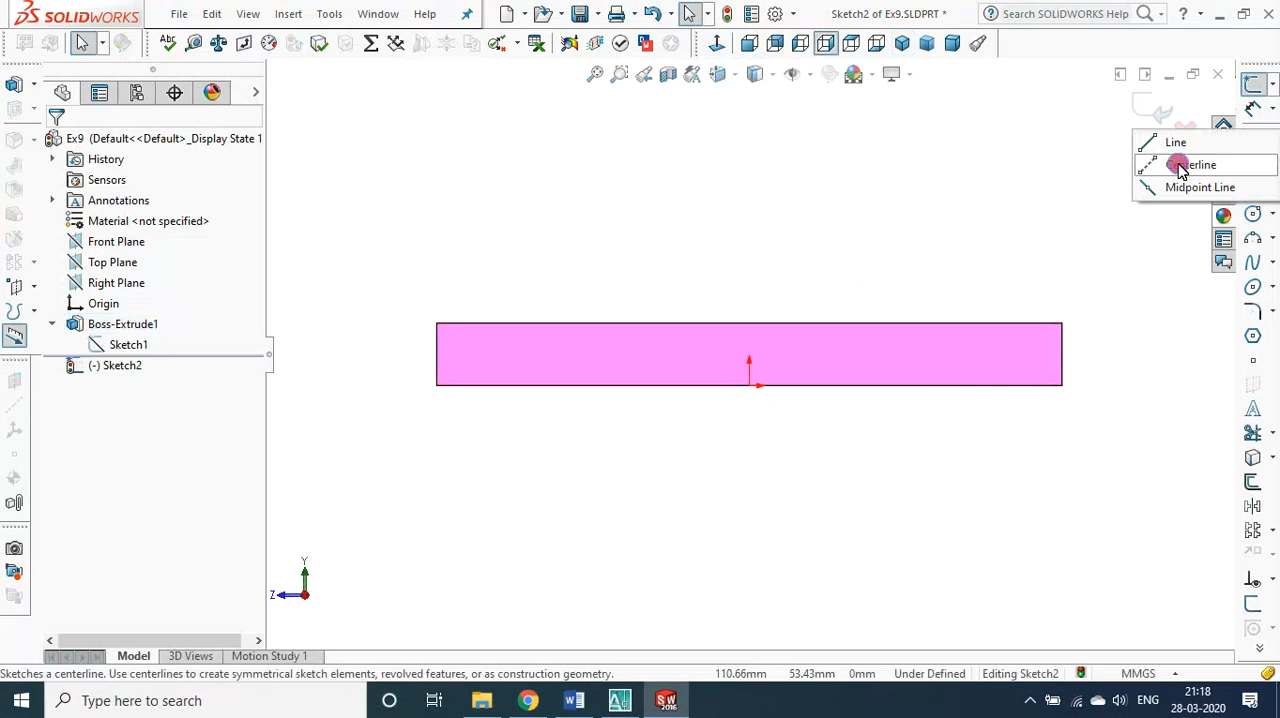 SOLIDWORKS File Edit View Insert Tools Window Help Sketch2 of Ex9.SLDPRT * Search SOLIDWORKS Help
Ex9 (Default<<Default>_Display State 1
History
Sensors
Annotations
Material <not specified>
Front Plane
Top Plane
Right Plane
Origin
Boss-Extrude1
Sketch1
(-) Sketch2
Line
Centerline
Midpoint Line
Y
Z
Model 3D Views Motion Study 1
Sketches a centerline. Use centerlines to create symmetrical sketch elements, revolved features, or as construction geometry. 110.66mm 53.43mm 0mm Under Defined Editing Sketch2 MMGS
Type here to search ENG 21:18
28-03-2020